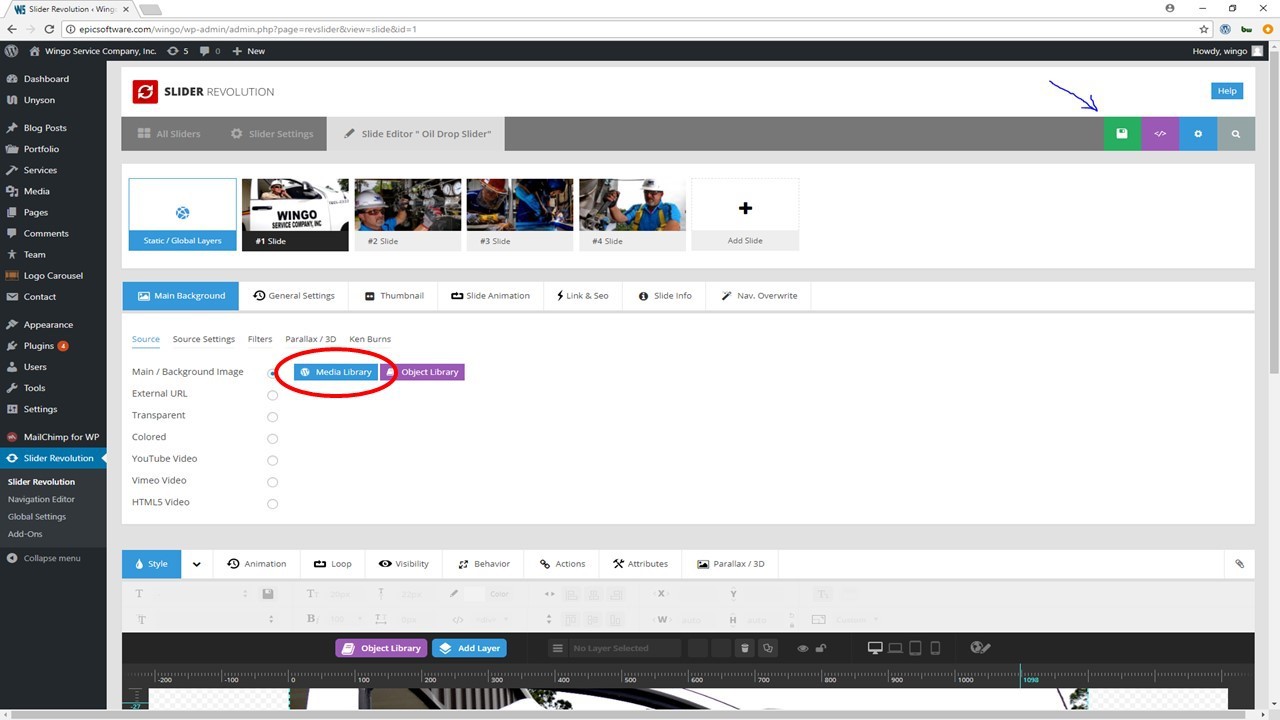 Slider Revolution ‹ Wing
epicsoftware.com/wingo/wp-admin/admin.php?page=revslider&view=slide&id=1
Wingo Service Company, Inc. 5 0 New Howdy, wingo
Dashboard
Unyson
Blog Posts
Portfolio
Services
Media
Pages
Comments
Team
Logo Carousel
Contact
Appearance
Plugins 4
Users
Tools
Settings
MailChimp for WP
Slider Revolution
Slider Revolution
Navigation Editor
Global Settings
Add-Ons
Collapse menu
SLIDER REVOLUTION Help
All Sliders Slider Settings Slide Editor " Oil Drop Slider"
WINGO
SERVICE COMPANY, INC
Static / Global Layers #1 Slide #2 Slide #3 Slide #4 Slide Add Slide
Main Background General Settings Thumbnail Slide Animation Link & Seo Slide Info Nav. Overwrite
Source Source Settings Filters Parallax / 3D Ken Burns
Main / Background Image Media Library Object Library
External URL
Transparent
Colored
YouTube Video
Vimeo Video
HTML5 Video
Style Animation Loop Visibility Behavior Actions Attributes Parallax / 3D
Color X Y
W auto H auto
Object Library Add Layer No Layer Selected
-200 -100 0 100 200 300 400 500 600 700 800 900 1000 1098
-27